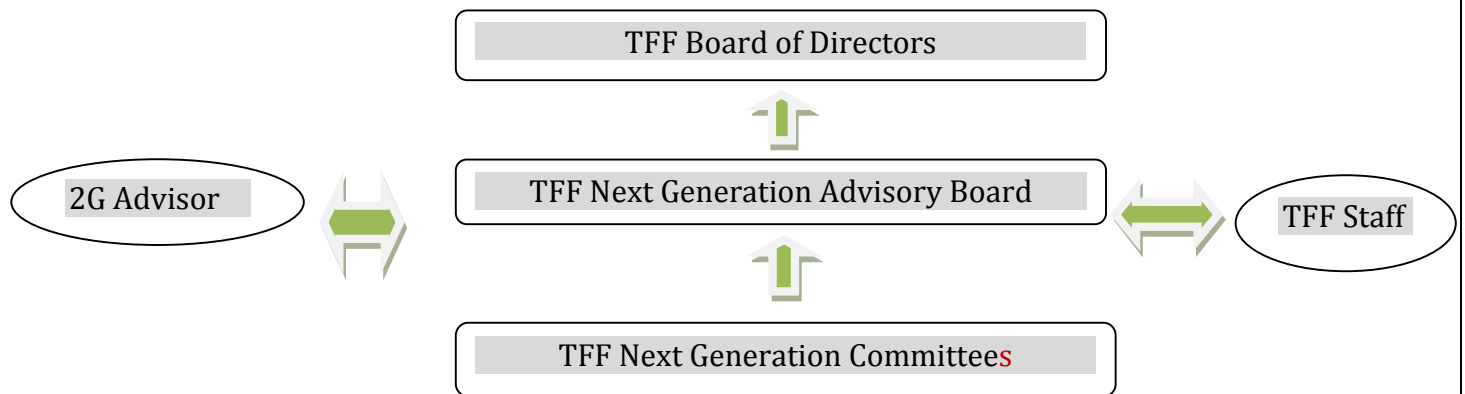 TFF Board of Directors
2G Advisor
TFF Next Generation Advisory Board
TFF Staff
TFF Next Generation Committees